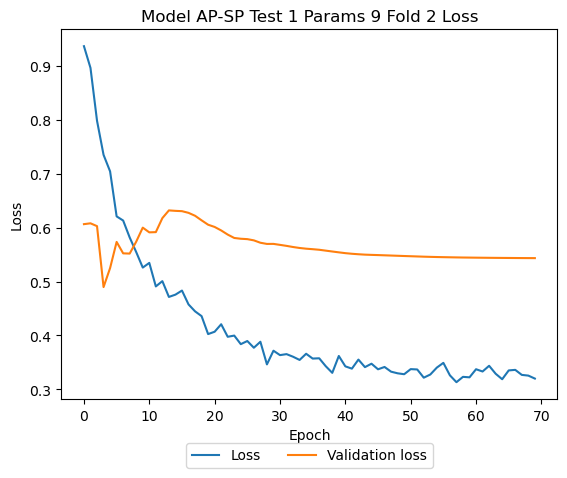 Model AP-SP Test 1 Params 9 Fold 2 Loss
0.9
0.8
0.7
0.6
0.5
0.4
0.3
Loss
0 10 20 30 40 50 60 70
Epoch
Loss Validation loss